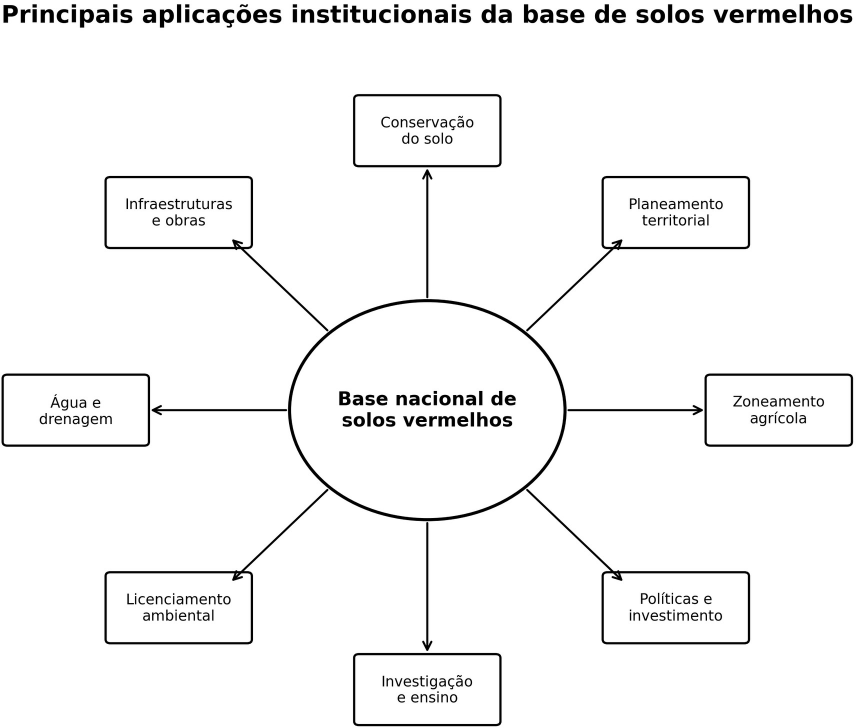 Principais aplicações institucionais da base de solos vermelhos
Conservação
do solo
Infraestruturas
e obras
Planeamento
territorial
Água e
drenagem
Base nacional de
solos vermelhos
Zoneamento
agrícola
Licenciamento
ambiental
Políticas e
investimento
Investigação
e ensino